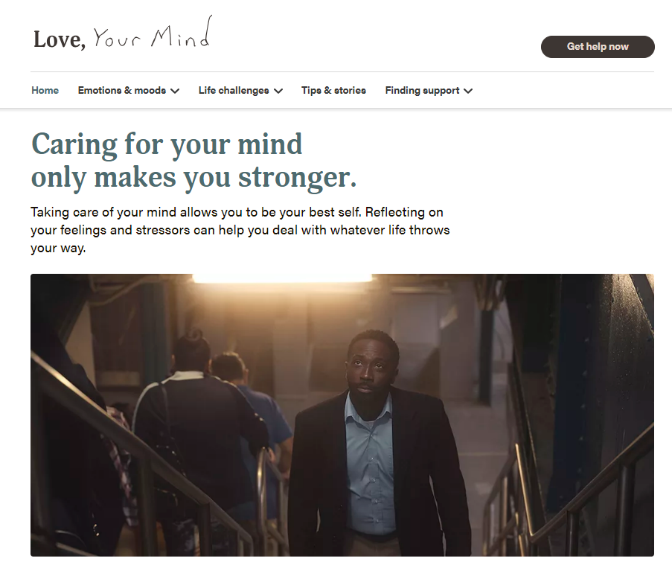 Love, Your Mind
Get help now
Home Emotions & moods Life challenges Tips & stories Finding support
Caring for your mind
only makes you stronger.
Taking care of your mind allows you to be your best self. Reflecting on
your feelings and stressors can help you deal with whatever life throws
your way.